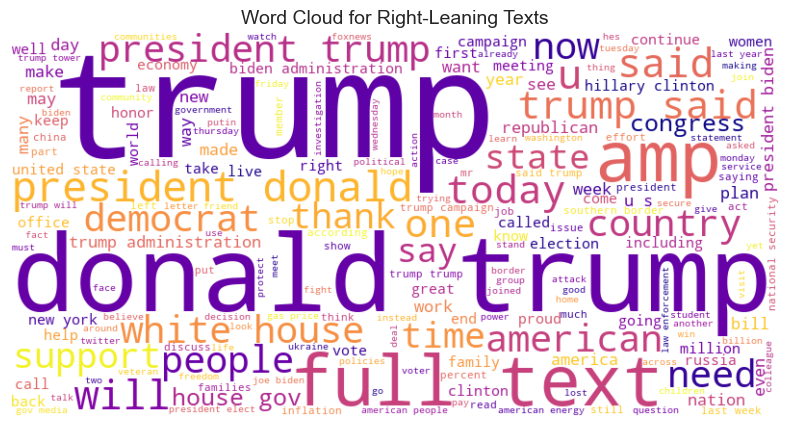 Word Cloud for Right-Leaning Texts
communities
watch
foxnews
hes
tuesday
already
last year
trump tower
well
day
president trump
first
campaign
continue
women
now
said
thing
making
economy
biden administration
want
meeting
make
report
community
law
friday
u
see
year
join
hillary clinton
biden
government
may
keep
honor
new
member
investigation
putin
thursday
wednesday
month
trump
trump said
learn
washington
effort
statement
president biden
many
china
world
way
made
republican
congress
asked
part
calling
take
live
right
political
action
case
hope
mr
state
amp
monday
service
saying
united state
said trump
trying
week
u s
president
plan
president donald
today
come
job
southern border
secure
give
act
national security
trump will
left letter friend
trump campaign
office
democrat
thank
one
called
issue
country
stop
according
know
fact
use
say
stand
election
including
yet
trump administration
show
must
put
protect
meet
great
trump trump
border
group
attack
good
visit
donald trump
face
fight
joined
home
new york
believe
white house
gas price
decision
think
instead
deal
work
end
power
proud
much
going
law enforcement
student
another
bill
help
around
look
time
american
win
twitter
discuss
life
ukraine
vote
policies
family
america
across
million
billion
russia
support
people
full text
need
even
colleague
call
veteran
freedom
families
joe biden
voter
percent
clinton
children
nation
back
talk
two
will
house gov
go
pay
lost
read
still
last week
gov media
president elect
inflation
american people
american energy
question